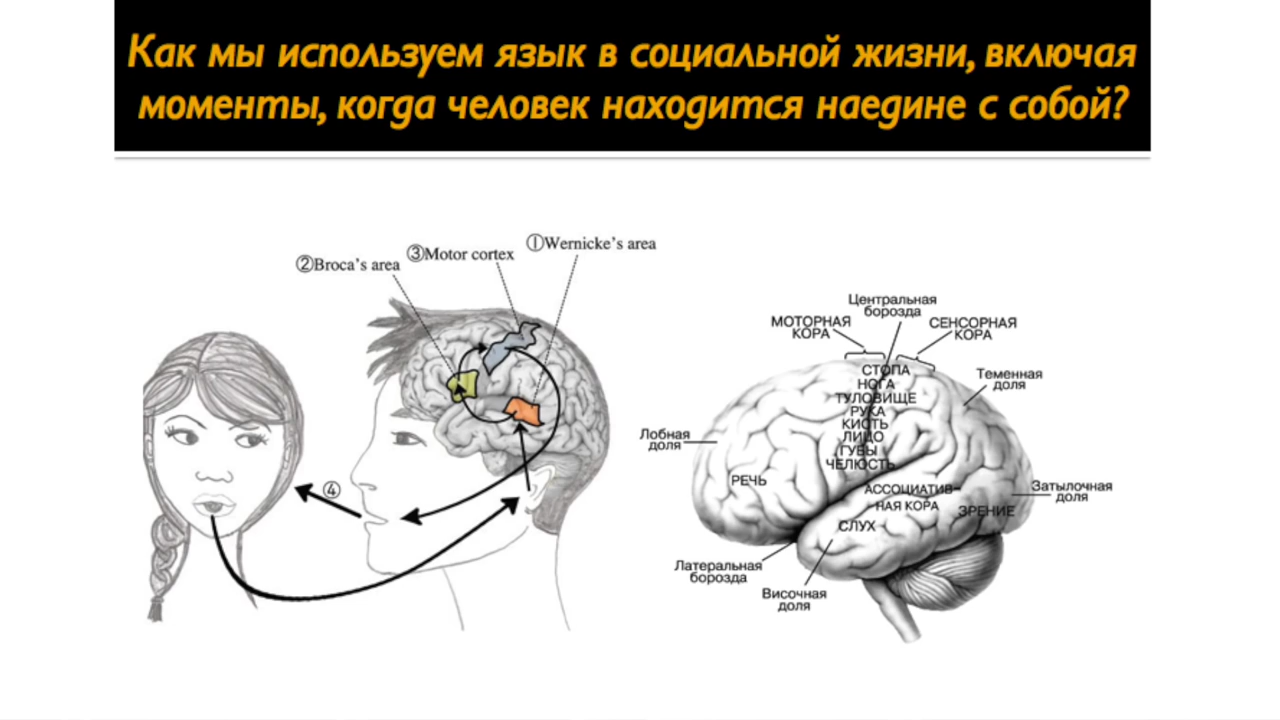 Как мы используем язык в социальной жизни, включая
моменты, когда человек находится наедине с собой?
①Wernicke's area
③Motor cortex
②Broca's area
④
Центральная
борозда
МОТОРНАЯ
КОРА
СЕНСОРНАЯ
КОРА
Теменная
доля
СТОПА
НОГА
ТУЛОВИЩЕ
РУКА
КИСТЬ
ЛИЦО
ГУБЫ
ЧЕЛЮСТЬ
Лобная
доля
РЕЧЬ
АССОЦИАТИВ-
НАЯ КОРА
СЛУХ
ЗРЕНИЕ
Затылочная
доля
Латеральная
борозда
Височная
доля